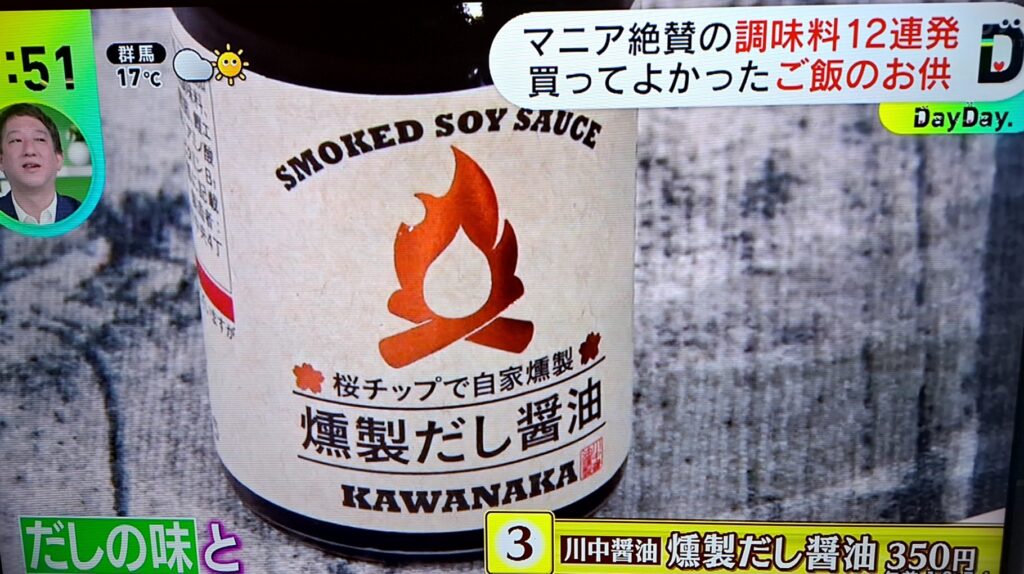 :51
群馬
17℃
マニア絶賛の調味料12連発
買ってよかったご飯のお供
DayDay.
SMOKED SOY SAUCE
桜チップで自家燻製
燻製だし醤油
KAWANAKA
だしの味と
3 川中醤油 燻製だし醤油 350円